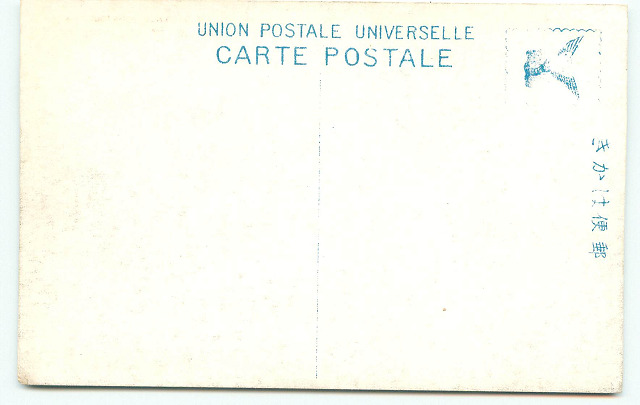 UNION POSTALE UNIVERSELLE
CARTE POSTALE
郵便はかき